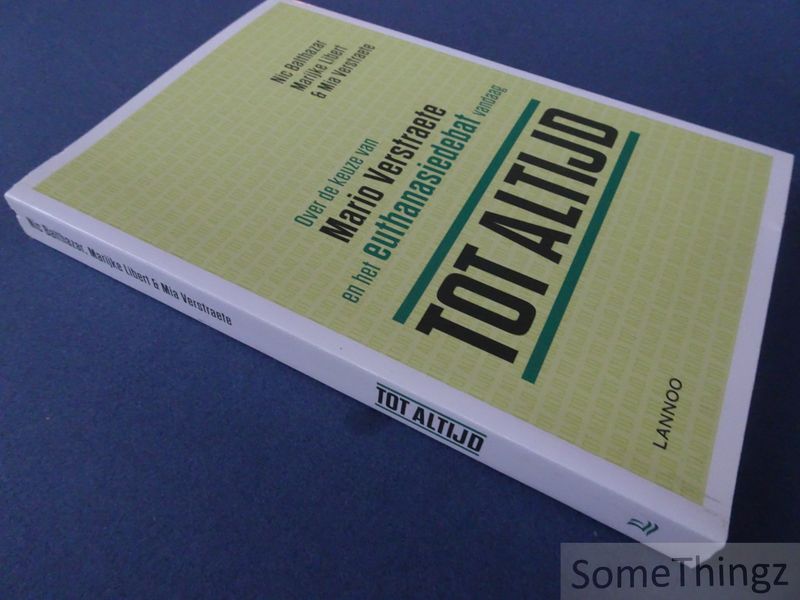 Nic Balthazar
Marijke Libert
& Mia Verstraete
Over de keuze van
Mario Verstraete
en het euthanasiedebat vandaag
TOT ALTIJD
LANNOO
Nic Balthazar, Marijke Libert & Mia Verstraete
TOT ALTIJD
SomeThingz